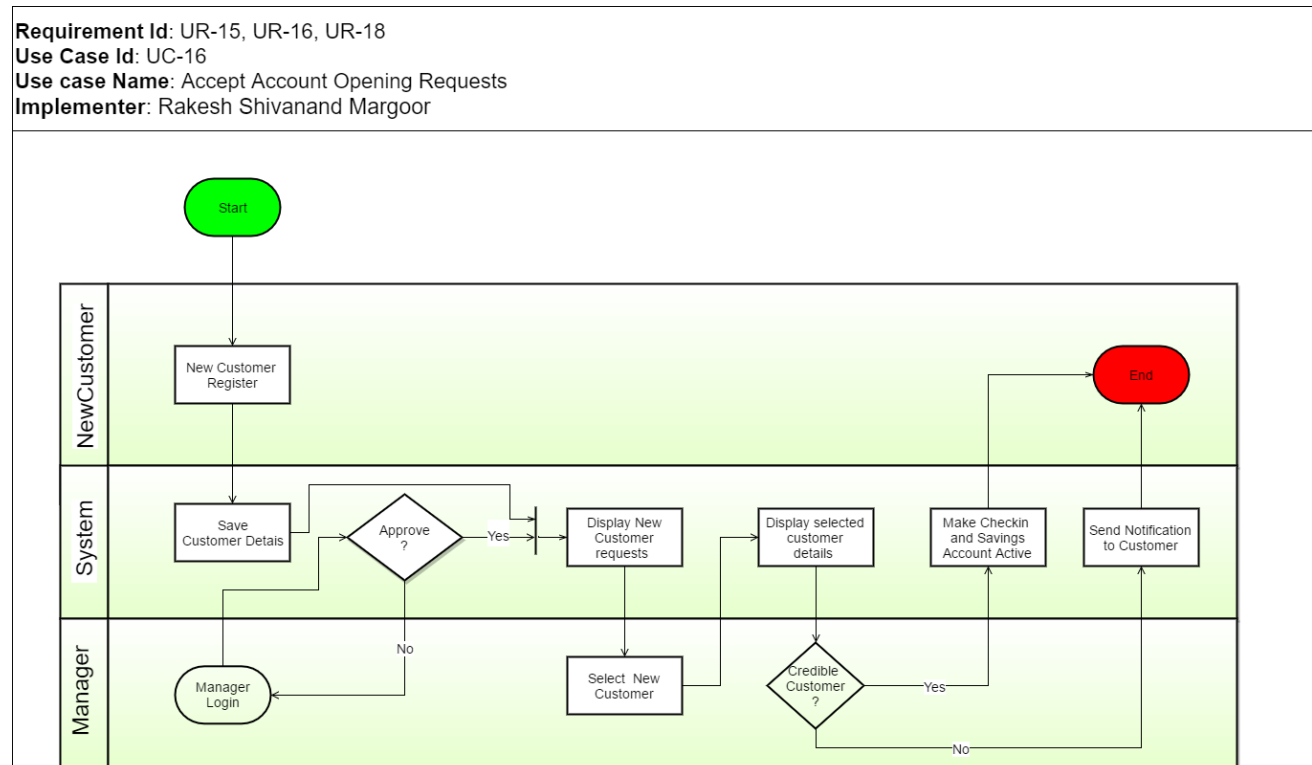 Requirement Id: UR-15, UR-16, UR-18
Use Case Id: UC-16
Use case Name: Accept Account Opening Requests
Implementer: Rakesh Shivanand Margoor
Start
NewCustomer
New Customer
Register
End
System
Save
Customer Detais
Approve
?
Yes
Display New
Customer
requests
Display selected
customer
details
Make Checkin
and Savings
Account Active
Send Notification
to Customer
No
Manager
Manager
Login
Select New
Customer
Credible
Customer
?
Yes
No